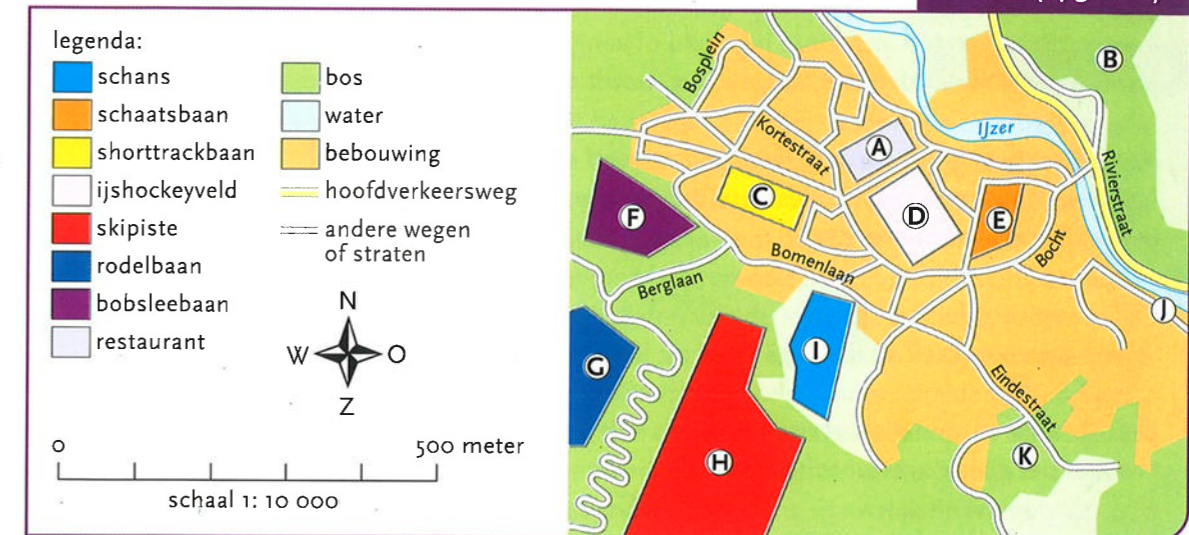 legenda:
schans
schaatsbaan
shorttrackbaan
ijshockeyveld
skipiste
rodelbaan
bobsleebaan
restaurant
bos
water
bebouwing
hoofdverkeersweg
andere wegen
of straten
N
W O
Z
0 500 meter
schaal 1: 10 000
Bosplein
Kortestraat
IJzer
Rivierstraat
Bocht
Bomenlaan
Berglaan
Eindestraat
A
B
C
D
E
F
G
H
I
J
K